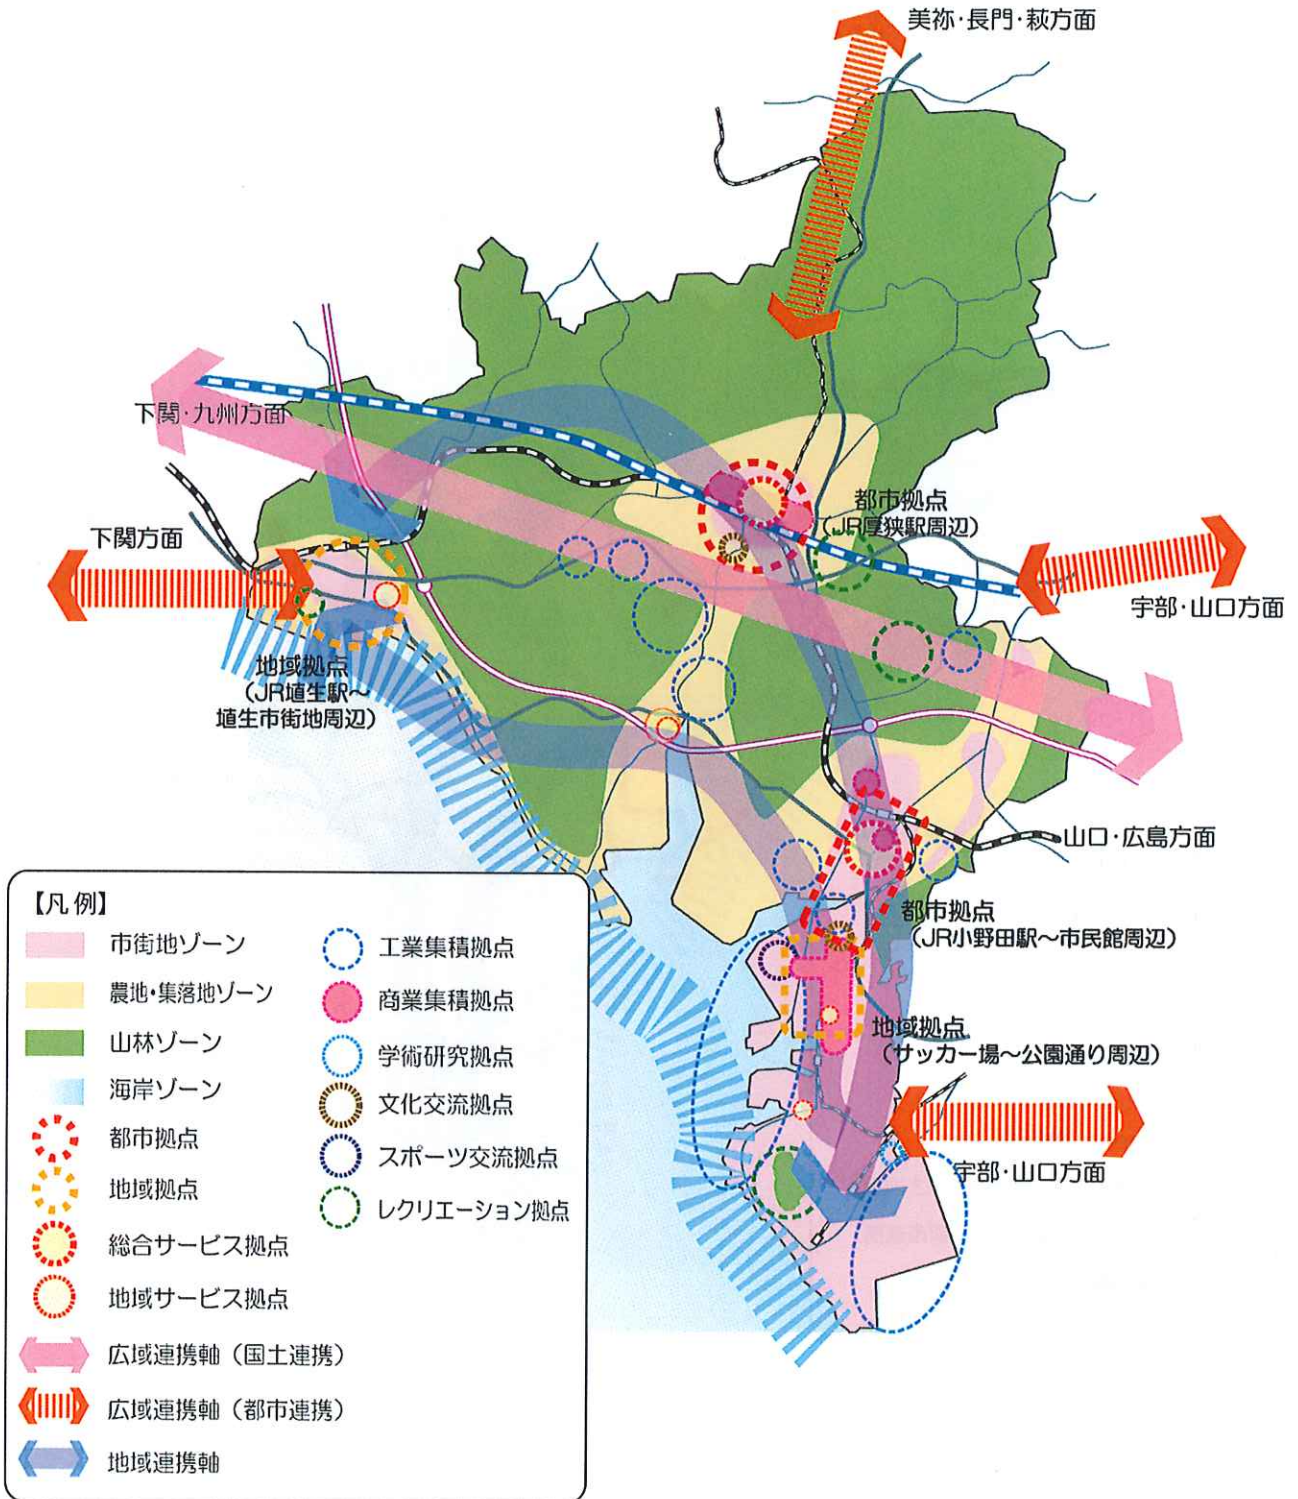 美祢・長門・萩方面
下関・九州方面
都市拠点
(JR厚狭駅周辺)
下関方面
宇部・山口方面
地域拠点
(JR埴生駅～
埴生市街地周辺)
山口・広島方面
都市拠点
(JR小野田駅～市民館周辺)
地域拠点
(サッカー場～公園通り周辺)
宇部・山口方面
【凡例】
市街地ゾーン
農地・集落地ゾーン
山林ゾーン
海岸ゾーン
都市拠点
地域拠点
総合サービス拠点
地域サービス拠点
広域連携軸（国土連携）
広域連携軸（都市連携）
地域連携軸
工業集積拠点
商業集積拠点
学術研究拠点
文化交流拠点
スポーツ交流拠点
レクリエーション拠点